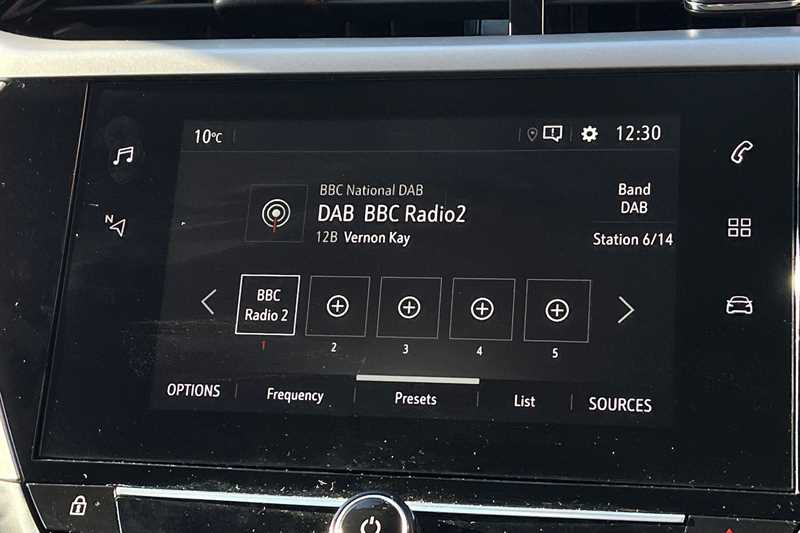 10°C
12:30
BBC National DAB
DAB BBC Radio2
12B Vernon Kay
Band
DAB
Station 6/14
N
BBC
Radio 2
1 2 3 4 5
OPTIONS Frequency Presets List SOURCES